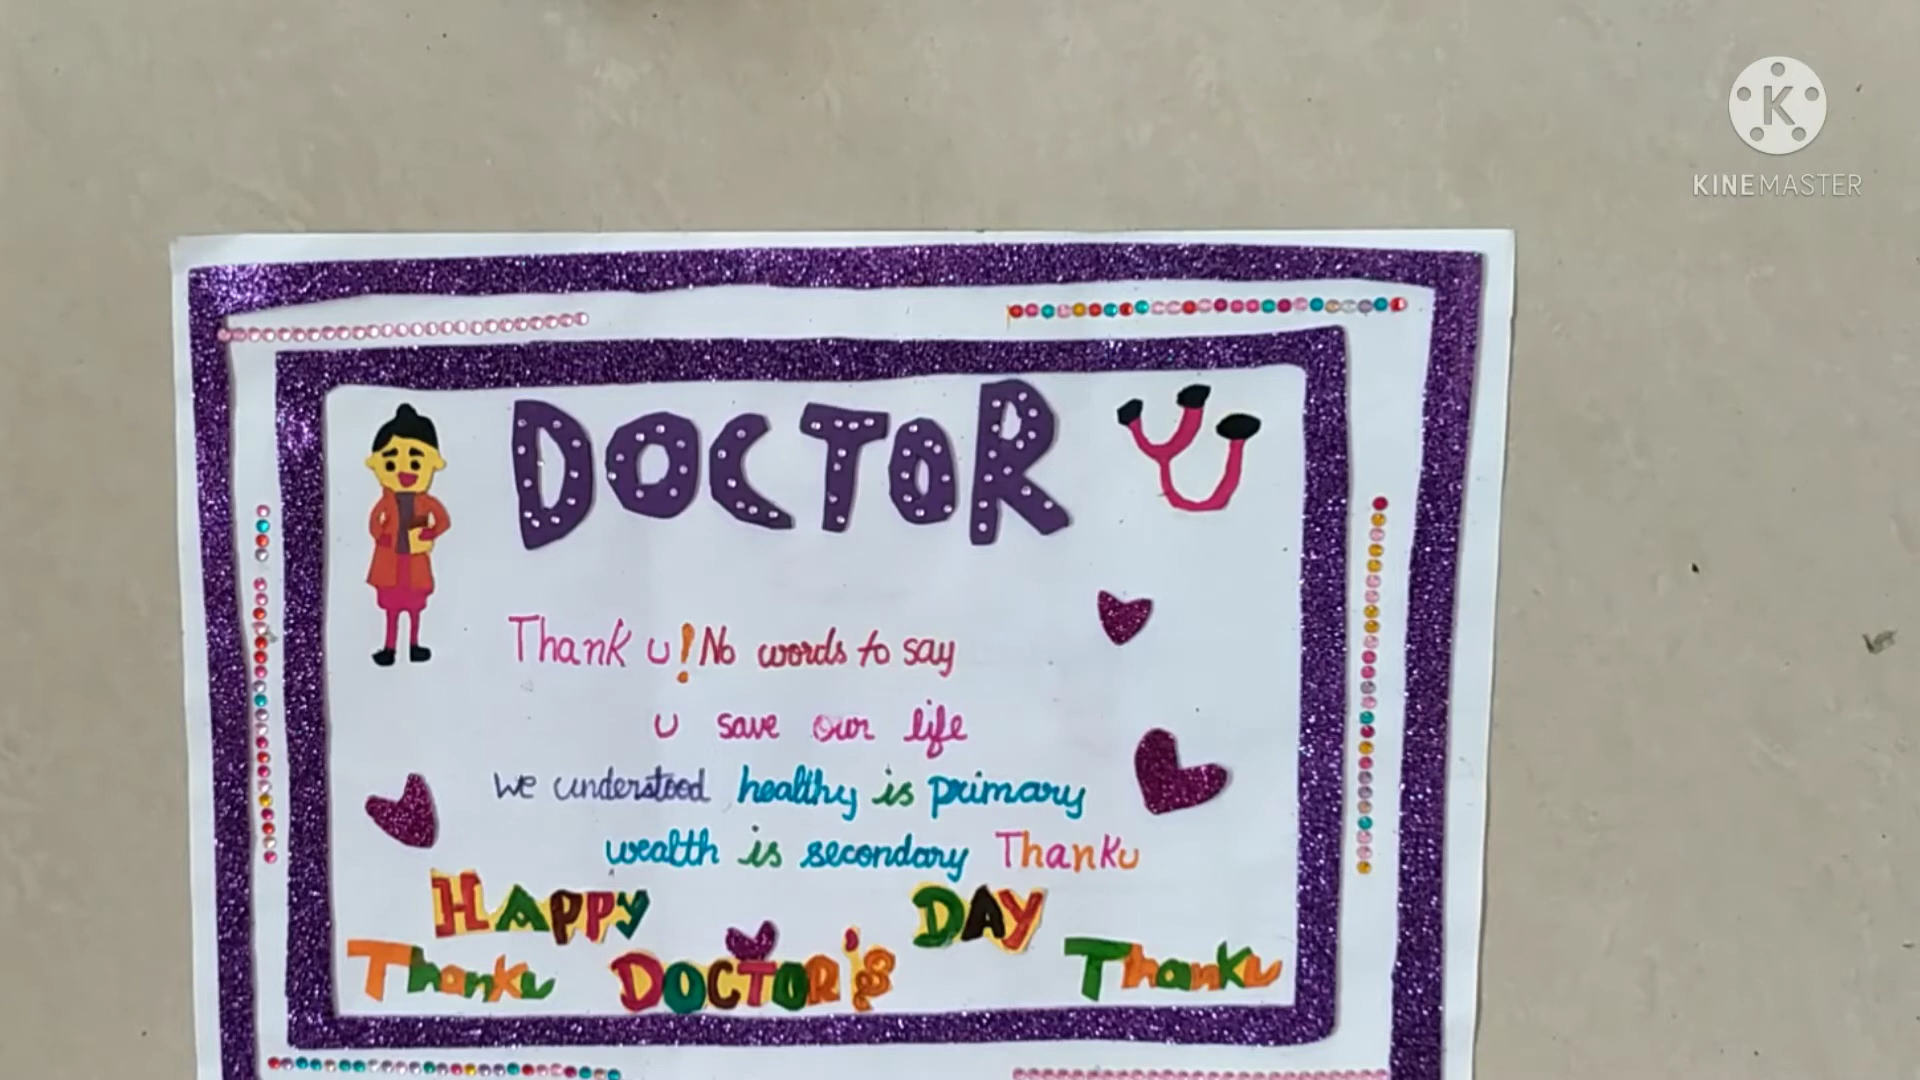 KINEMASTER
DOCTOR
Thank u! No words to say
u save our life
We understood healthy is primary
wealth is secondary Thanku
HAPPY DAY
Thanku DOCTOR'S Thanku